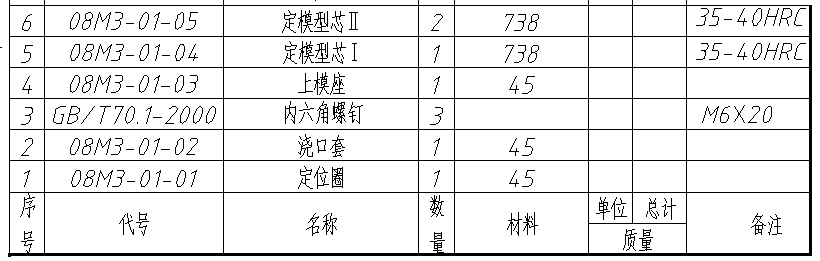 6 08M3-01-05 定模型芯Ⅱ 2 738 35-40HRC
5 08M3-01-04 定模型芯Ⅰ 1 738 35-40HRC
4 08M3-01-03 上模座 1 45
3 GB/T70.1-2000 内六角螺钉 3 M6X20
2 08M3-01-02 浇口套 1 45
1 08M3-01-01 定位圈 1 45
序号 代号 名称 数量 材料 单位 总计 备注
质量